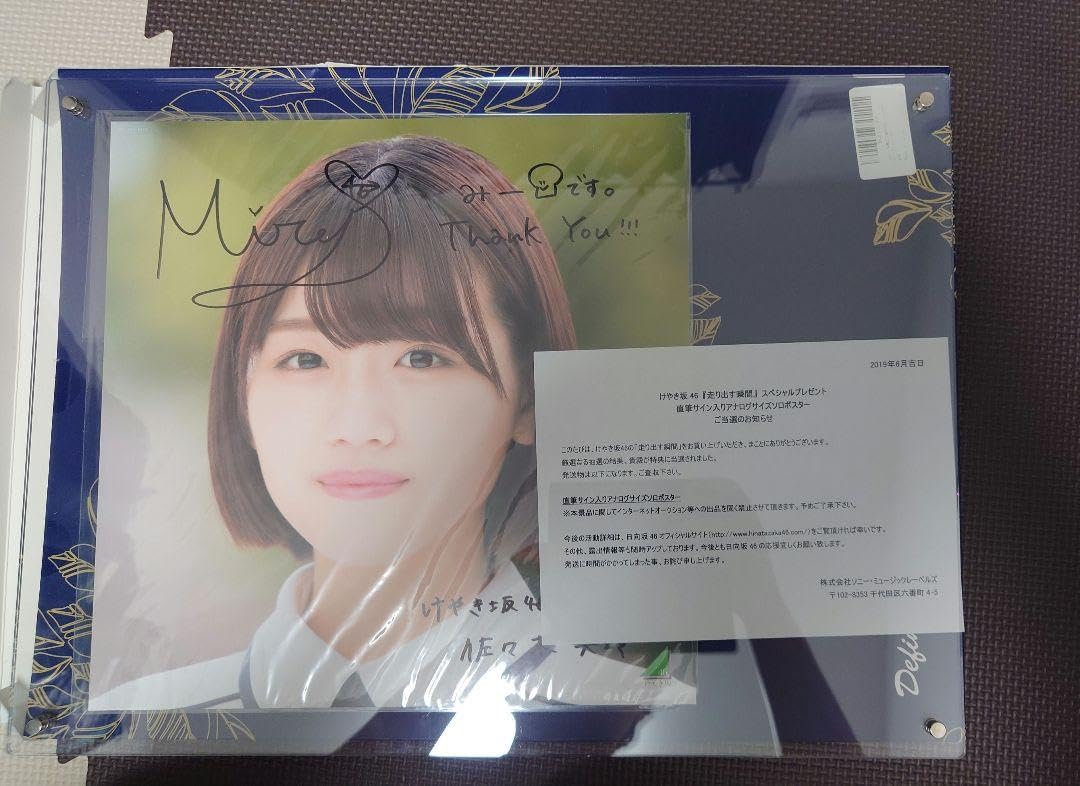 Mirey
46
みーです。
Thank You!!!
けやき坂46
佐々木
2019年6月吉日
けやき坂46『走り出す瞬間』スペシャルプレゼント
直筆サイン入りアナログサイズソロポスター
ご当選のお知らせ
このたびは、けやき坂46の「走り出す瞬間」をお買い上げいただき、まことにありがとうございます。
厳選なる抽選の結果、貴殿が特典に当選されました。
発送物は以下になります。ご査収下さい。
直筆サイン入りアナログサイズソロポスター
※本景品に関してインターネットオークション等への出品を固く禁止させて頂きます。予めご了承下さい。
今後の活動詳細は、日向坂46オフィシャルサイト(http://www.hinatazaka46.com/)をご覧頂ければ幸いです。
その他、露出情報等も随時アップしております。今後とも日向坂46の応援宜しくお願い致します。
発送に時間がかかってしまった事、お詫び申し上げます。
株式会社ソニー・ミュージックレーベルズ
〒102-8353 千代田区六番町 4-5
Defin